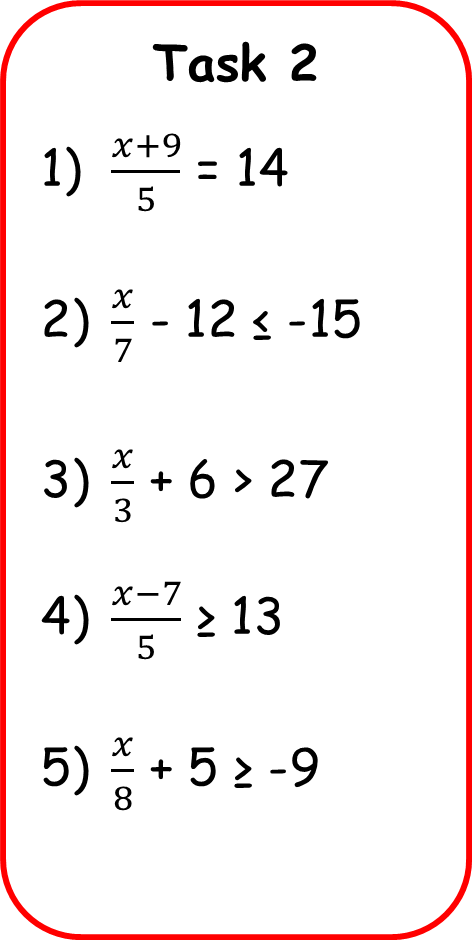 Task 2
1) x+9/5 = 14
2) x/7 - 12 ≤ -15
3) x/3 + 6 > 27
4) x−7/5 ≥ 13
5) x/8 + 5 ≥ -9